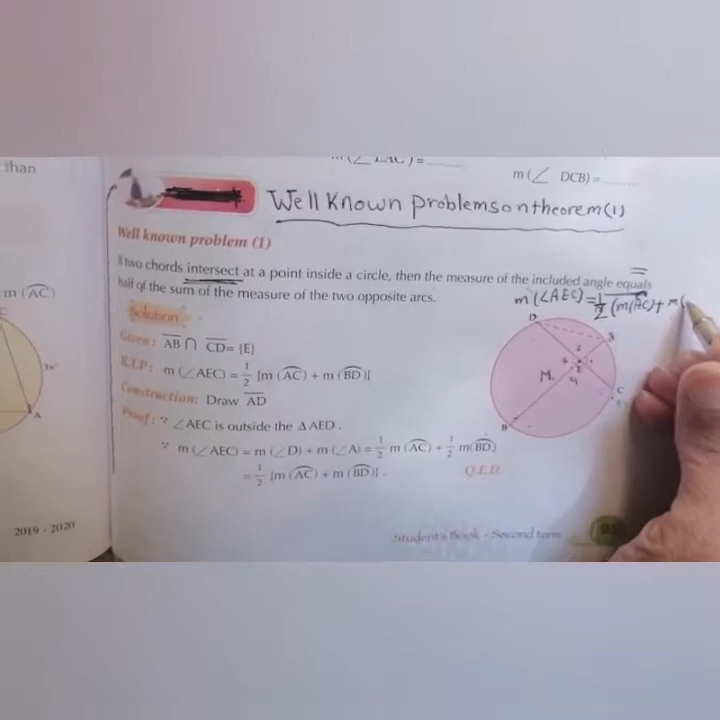 than
m(∠ DCB) =
Well Known problems on theorem(1)
Well known problem (1)
If two chords intersect at a point inside a circle, then the measure of the included angle equals
half of the sum of the measure of the two opposite arcs.
m(∠AEC)=1/2 (m(AC)+ m(
Solution
Given: AB ∩ CD= {E}
R.T.P: m(∠AEC) = 1/2 [m(AC) + m(BD)]
Construction: Draw AD
Proof: ∵ ∠AEC is outside the Δ AED.
∵ m(∠AEC) = m(∠D) + m(∠A) = 1/2 m(AC) + 1/2 m(BD)
= 1/2 [m(AC) + m(BD)].
Q.E.D.
D
E
M
C
B
m(AC)
C
A
2019 - 2020
Student's Book - Second term